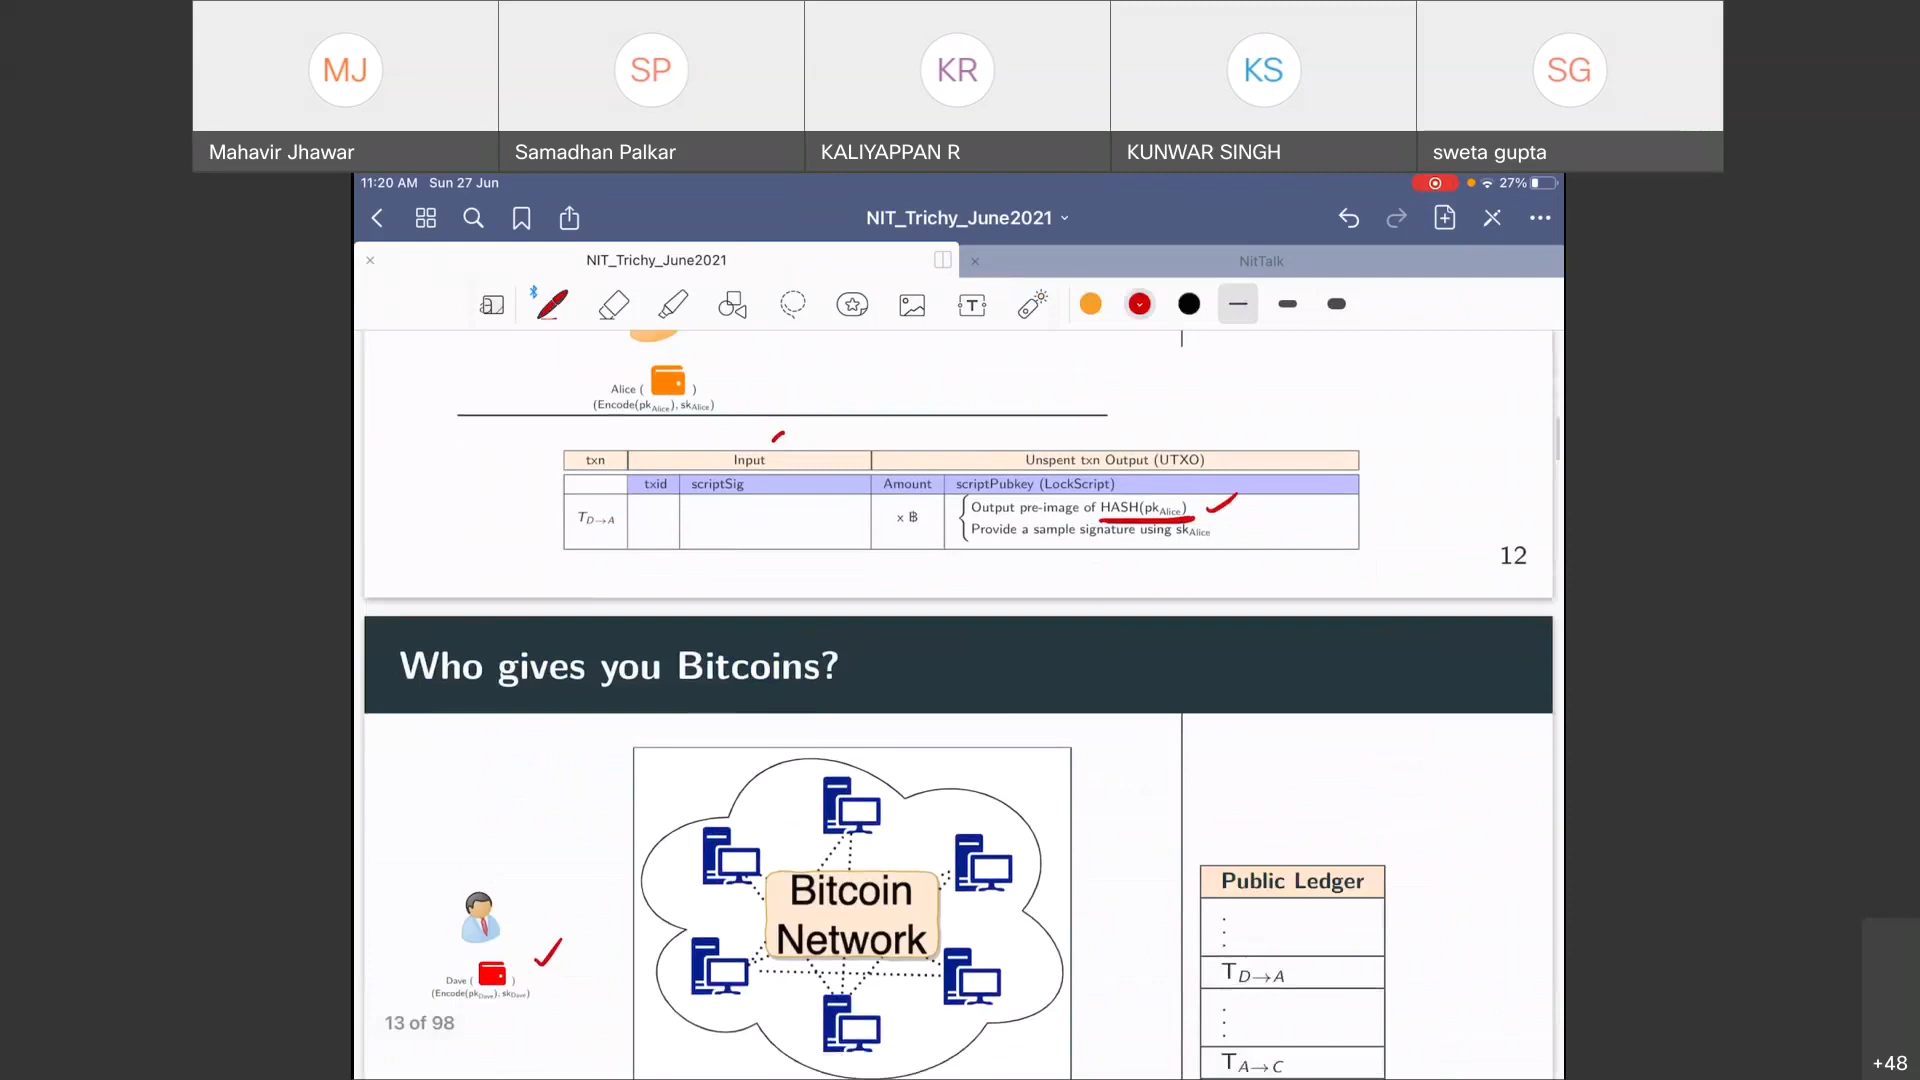 MJ SP KR KS SG
Mahavir Jhawar Samadhan Palkar KALIYAPPAN R KUNWAR SINGH sweta gupta
11:20 AM Sun 27 Jun 27%
NIT_Trichy_June2021
NIT_Trichy_June2021 NitTalk
T
Alice ( )
(Encode(pkAlice), skAlice)
txn Input Unspent txn Output (UTXO)
txid scriptSig Amount scriptPubkey (LockScript)
TD→A x ฿ Output pre-image of HASH(pkAlice)
Provide a sample signature using skAlice
12
Who gives you Bitcoins?
Bitcoin
Network
Public Ledger
TD→A
TA→C
Dave ( )
(Encode(pkDave), skDave)
13 of 98
+48